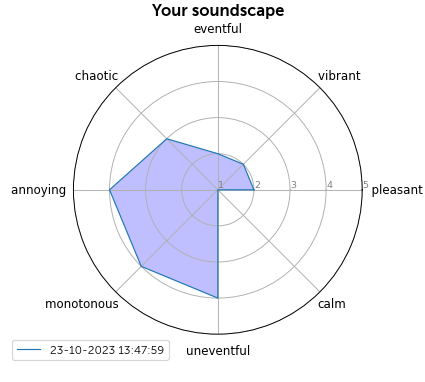 Your soundscape
eventful
chaotic
vibrant
annoying
1 2 3 4 5
pleasant
monotonous
calm
uneventful
23-10-2023 13:47:59